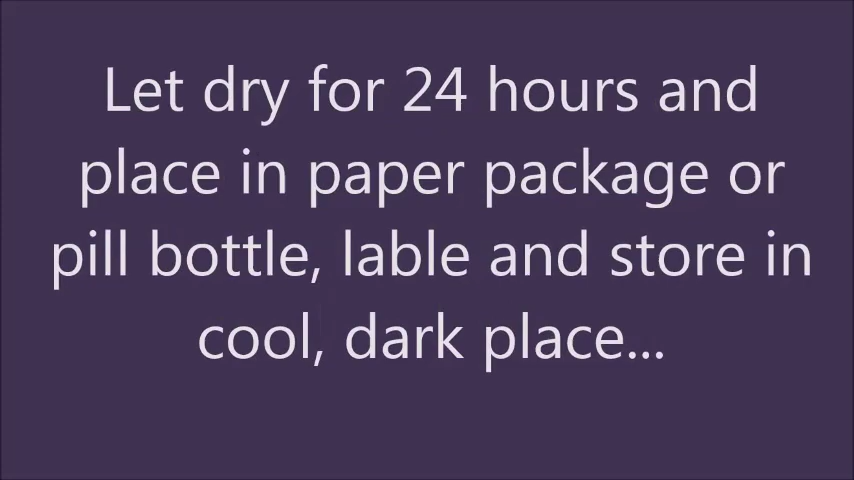 Let dry for 24 hours and
place in paper package or
pill bottle, lable and store in
cool, dark place...